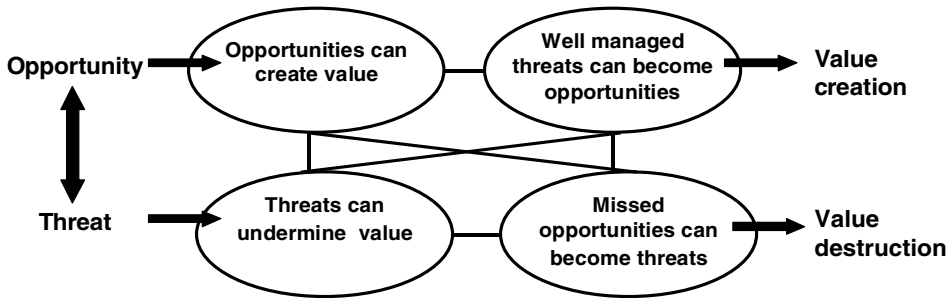 Opportunity
Opportunities can
create value
Well managed
threats can become
opportunities
Value
creation
Threat
Threats can
undermine value
Missed
opportunities can
become threats
Value
destruction